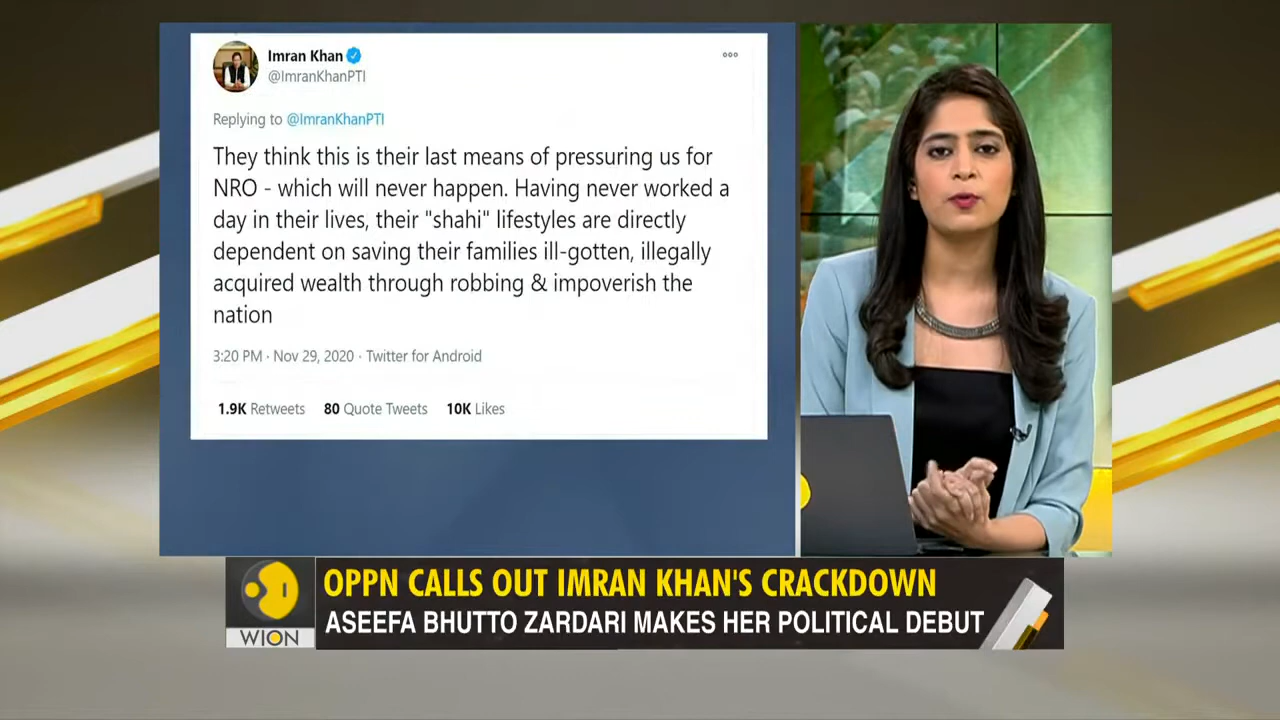 Imran Khan
@ImranKhanPTI
Replying to @ImranKhanPTI
They think this is their last means of pressuring us for
NRO - which will never happen. Having never worked a
day in their lives, their "shahi" lifestyles are directly
dependent on saving their families ill-gotten, illegally
acquired wealth through robbing & impoverish the
nation
3:20 PM · Nov 29, 2020 · Twitter for Android
1.9K Retweets 80 Quote Tweets 10K Likes
OPPN CALLS OUT IMRAN KHAN'S CRACKDOWN
ASEEFA BHUTTO ZARDARI MAKES HER POLITICAL DEBUT
WION